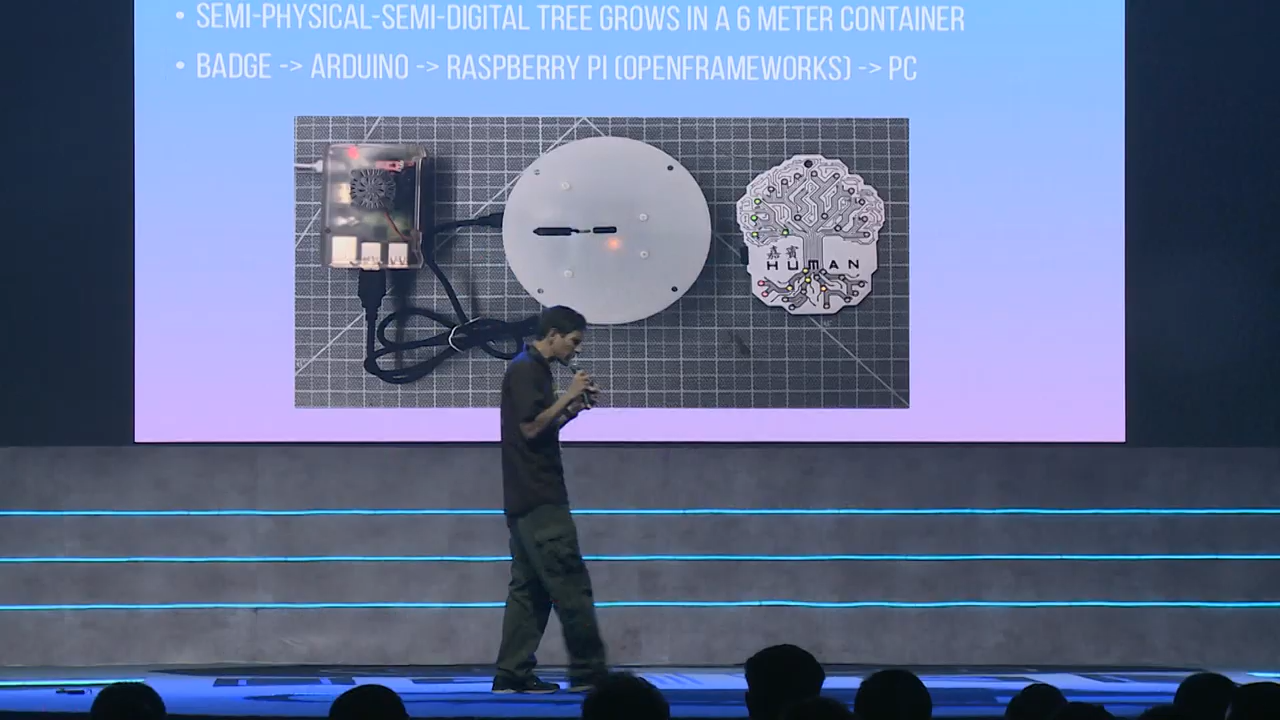 • SEMI-PHYSICAL-SEMI-DIGITAL TREE GROWS IN A 6 METER CONTAINER
• BADGE -> ARDUINO -> RASPBERRY PI (OPENFRAMEWORKS) -> PC
嘉賓
HUMAN